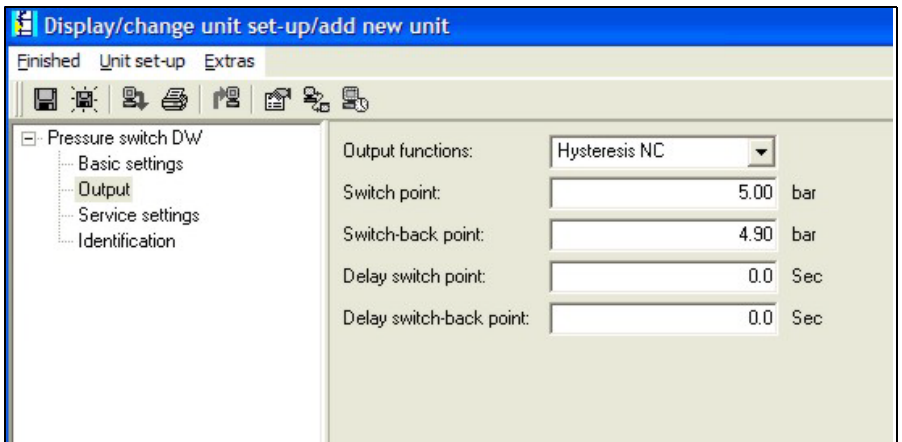 Display/change unit set-up/add new unit
Finished Unit set-up Extras
Pressure switch DW
Basic settings
Output
Service settings
Identification
Output functions: Hysteresis NC
Switch point: 5.00 bar
Switch-back point: 4.90 bar
Delay switch point: 0.0 Sec
Delay switch-back point: 0.0 Sec